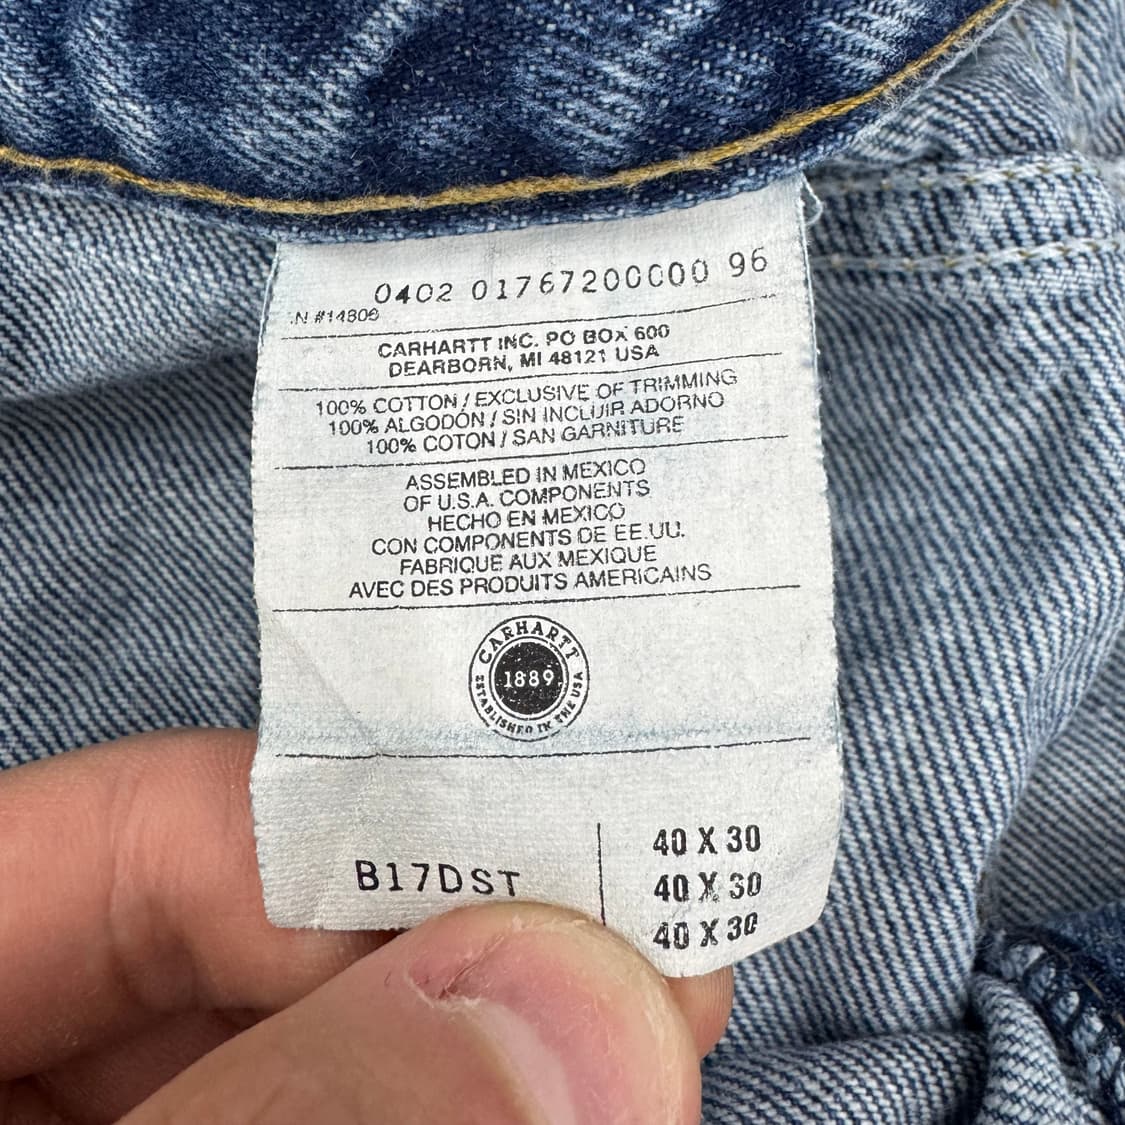 0402 01767200000 96
N #14806
CARHARTT INC. PO BOX 600
DEARBORN, MI 48121 USA
100% COTTON / EXCLUSIVE OF TRIMMING
100% ALGODÓN / SIN INCLUIR ADORNO
100% COTON / SAN GARNITURE
ASSEMBLED IN MEXICO
OF U.S.A. COMPONENTS
HECHO EN MEXICO
CON COMPONENTS DE EE.UU.
FABRIQUE AUX MEXIQUE
AVEC DES PRODUITS AMERICAINS
CARHARTT
1889
ESTABLISHED IN THE USA
B17DST
40 X 30
40 X 30
40 X 30